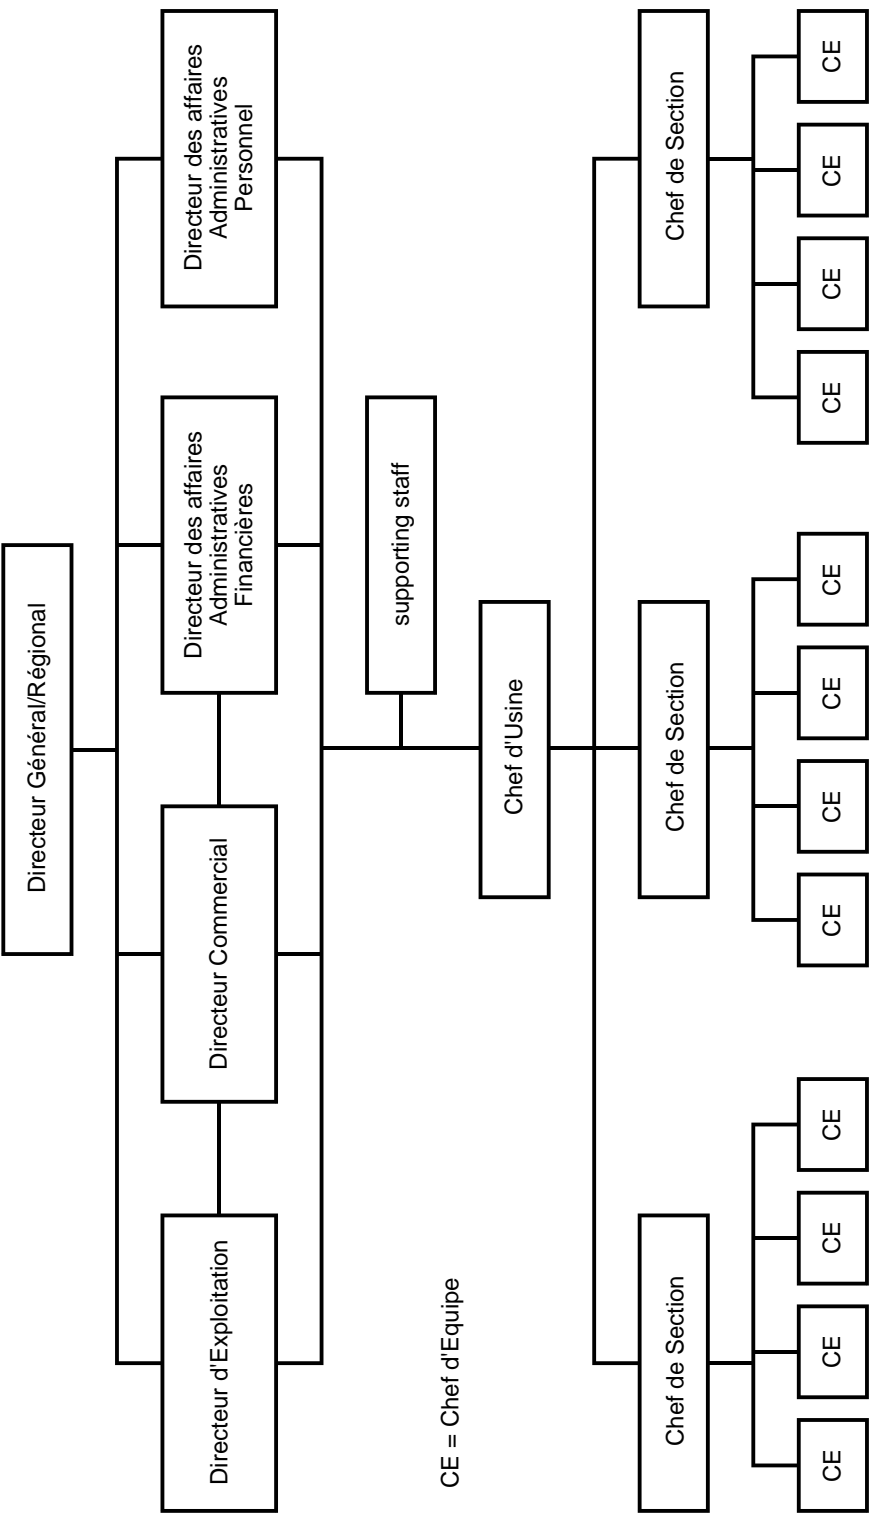 Directeur Général/Régional
Directeur d'Exploitation
Directeur Commercial
Directeur des affaires
Administratives
Financières
Directeur des affaires
Administratives
Personnel
supporting staff
CE = Chef d'Equipe
Chef d'Usine
Chef de Section
Chef de Section
Chef de Section
CE
CE
CE
CE
CE
CE
CE
CE
CE
CE
CE
CE